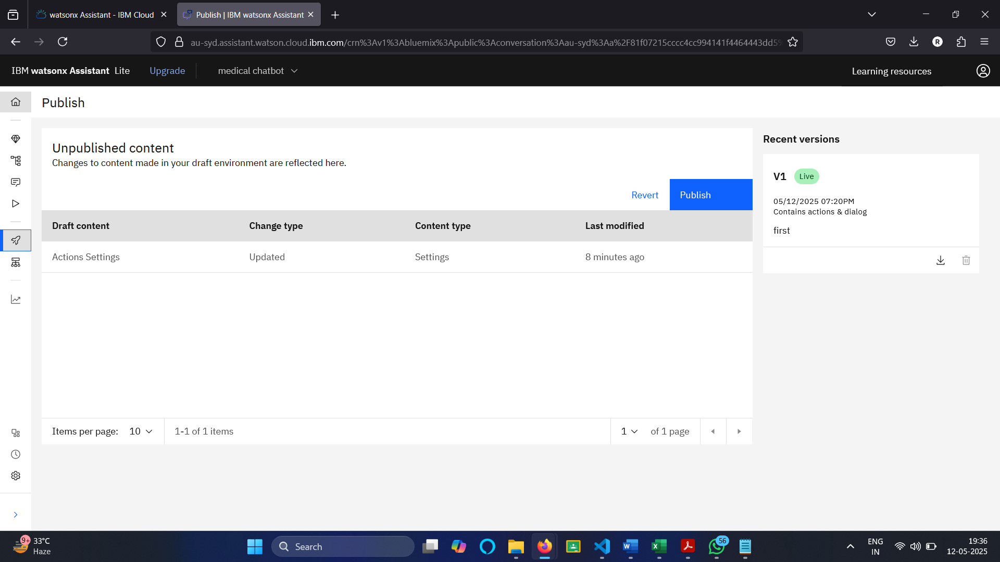 watsonx Assistant - IBM Cloud
Publish | IBM watsonx Assistant
au-syd.assistant.watson.cloud.ibm.com/crn%3Av1%3Abluemix%3Apublic%3Aconversation%3Aau-syd%3Aa%2F81f07215cccc4cc994141f4464443dd5%
R
IBM watsonx Assistant Lite
Upgrade
medical chatbot
Learning resources
Publish
Unpublished content
Changes to content made in your draft environment are reflected here.
Revert
Publish
Draft content Change type Content type Last modified
Actions Settings Updated Settings 8 minutes ago
Items per page: 10
1-1 of 1 items
1 of 1 page
Recent versions
V1 Live
05/12/2025 07:20PM
Contains actions & dialog
first
9+
33°C
Haze
Search
56
ENG
IN
19:36
12-05-2025